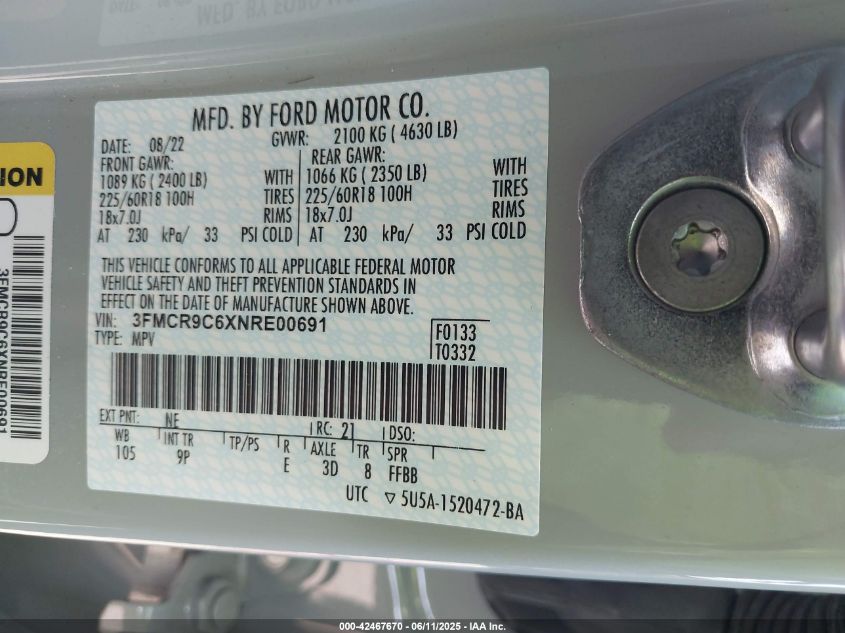 MFD. BY FORD MOTOR CO.
DATE: 08/22 GVWR: 2100 KG ( 4630 LB)
FRONT GAWR: REAR GAWR:
1089 KG ( 2400 LB) WITH 1066 KG ( 2350 LB) WITH
225/60R18 100H TIRES 225/60R18 100H TIRES
18x7.0J RIMS 18x7.0J RIMS
AT 230 kPa/ 33 PSI COLD AT 230 kPa/ 33 PSI COLD
THIS VEHICLE CONFORMS TO ALL APPLICABLE FEDERAL MOTOR
VEHICLE SAFETY AND THEFT PREVENTION STANDARDS IN
EFFECT ON THE DATE OF MANUFACTURE SHOWN ABOVE.
VIN: 3FMCR9C6XNRE00691 F0133
TYPE: MPV T0332
EXT PNT: NE RC: 21 DSO:
WB INT TR TP/PS R AXLE TR SPR
105 9P E 3D 8 FFBB
UTC ▽ 5U5A-1520472-BA
ION
3FMCR9C6XNRE00691
000-42467670 - 06/11/2025 - IAA Inc.